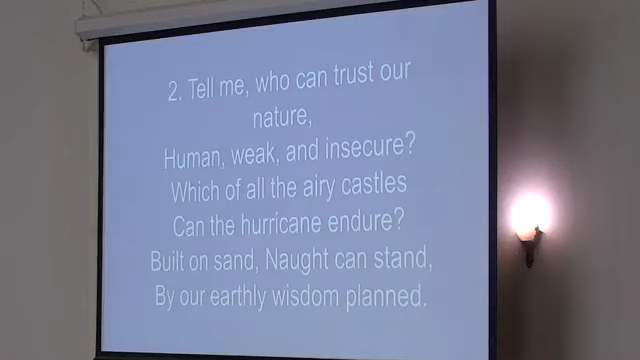 2. Tell me, who can trust our
nature,
Human, weak, and insecure?
Which of all the airy castles
Can the hurricane endure?
Built on sand, Naught can stand,
By our earthly wisdom planned.